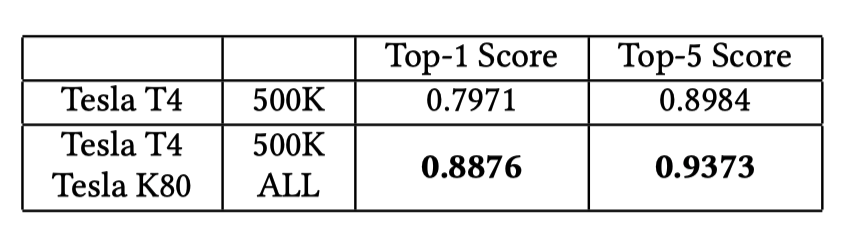 Top-1 Score Top-5 Score
Tesla T4 500K 0.7971 0.8984
Tesla T4 500K
0.8876 0.9373
Tesla K80 ALL